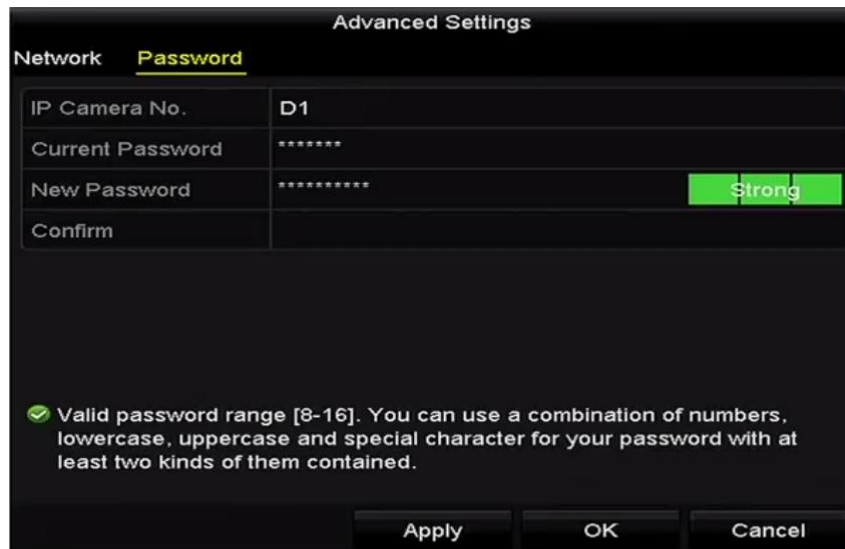 Advanced Settings
Network Password
IP Camera No. D1
Current Password *******
New Password ********** Strong
Confirm
Valid password range [8-16]. You can use a combination of numbers,
lowercase, uppercase and special character for your password with at
least two kinds of them contained.
Apply OK Cancel